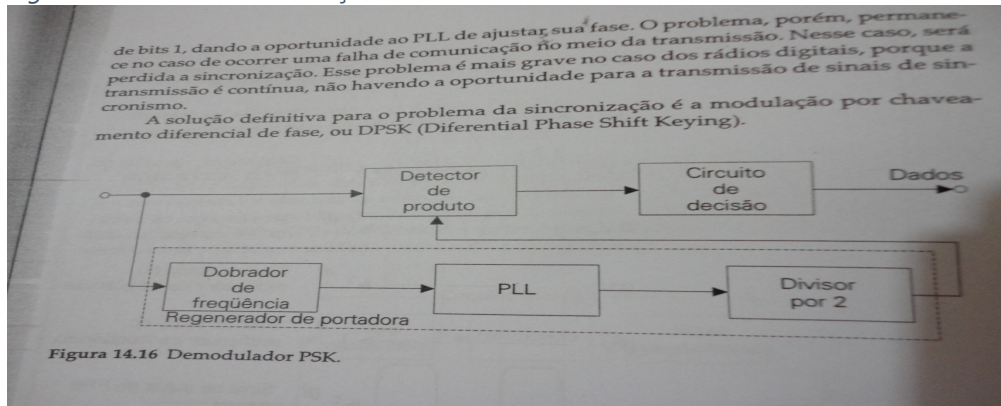 de bits 1, dando a oportunidade ao PLL de ajustar sua fase. O problema, porém, permane-
ce no caso de ocorrer uma falha de comunicação no meio da transmissão. Nesse caso, será
perdida a sincronização. Esse problema é mais grave no caso dos rádios digitais, porque a
transmissão é contínua, não havendo a oportunidade para a transmissão de sinais de sin-
cronismo.
A solução definitiva para o problema da sincronização é a modulação por chavea-
mento diferencial de fase, ou DPSK (Diferential Phase Shift Keying).
Detector
de
produto
Circuito
de
decisão
Dados
Dobrador
de
freqüência
PLL
Divisor
por 2
Regenerador de portadora
Figura 14.16 Demodulador PSK.